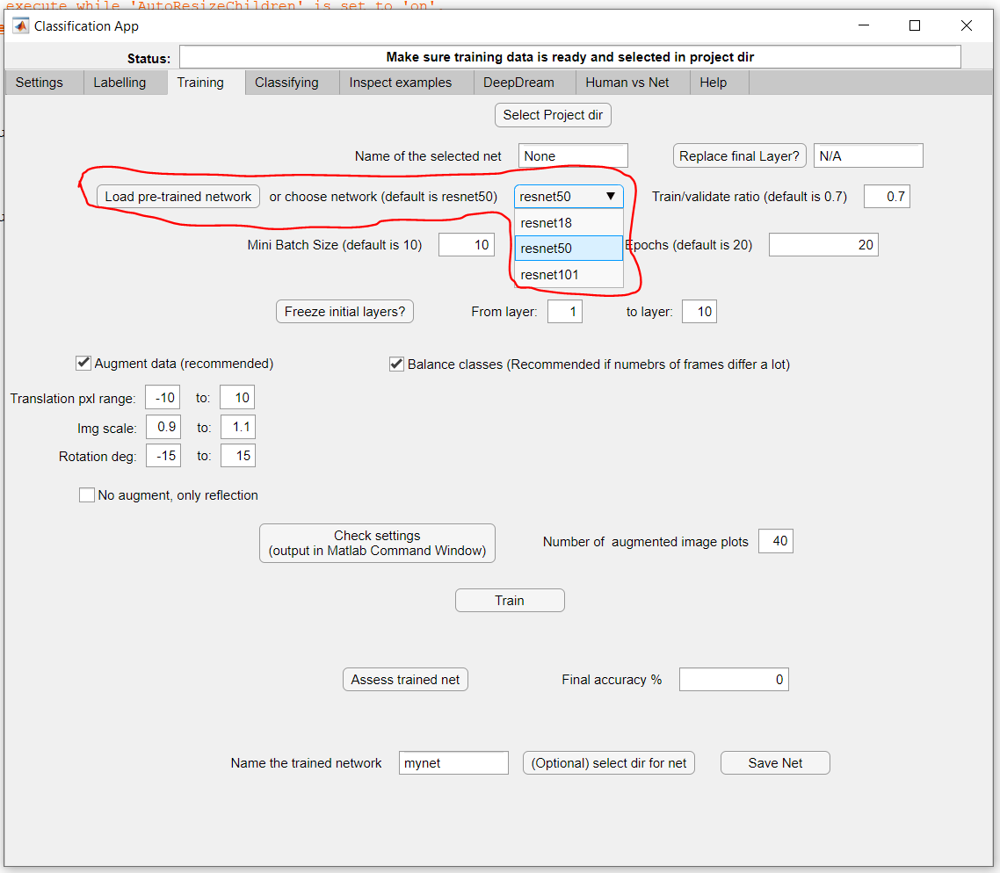 execute while 'AutoResizeChildren' is set to 'on'
Classification App
Status: Make sure training data is ready and selected in project dir
Settings Labelling Training Classifying Inspect examples DeepDream Human vs Net Help
Select Project dir
Name of the selected net None Replace final Layer? N/A
Load pre-trained network or choose network (default is resnet50) resnet50 Train/validate ratio (default is 0.7) 0.7
resnet18
Mini Batch Size (default is 10) 10 resnet50 Epochs (default is 20) 20
resnet101
Freeze initial layers? From layer: 1 to layer: 10
Augment data (recommended) Balance classes (Recommended if numebrs of frames differ a lot)
Translation pxl range: -10 to: 10
Img scale: 0.9 to: 1.1
Rotation deg: -15 to: 15
No augment, only reflection
Check settings
(output in Matlab Command Window) Number of augmented image plots 40
Train
Assess trained net Final accuracy % 0
Name the trained network mynet (Optional) select dir for net Save Net